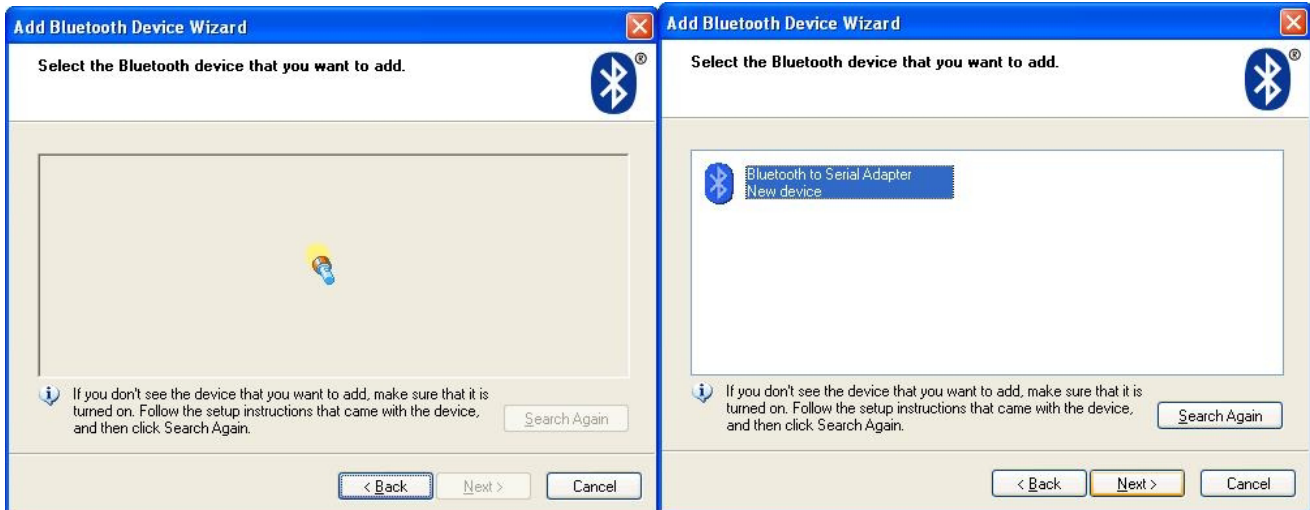 Add Bluetooth Device Wizard
Select the Bluetooth device that you want to add.
®
If you don't see the device that you want to add, make sure that it is
turned on. Follow the setup instructions that came with the device,
and then click Search Again.
Search Again
< Back
Next >
Cancel
Add Bluetooth Device Wizard
Select the Bluetooth device that you want to add.
®
Bluetooth to Serial Adapter
New device
If you don't see the device that you want to add, make sure that it is
turned on. Follow the setup instructions that came with the device,
and then click Search Again.
Search Again
< Back
Next >
Cancel